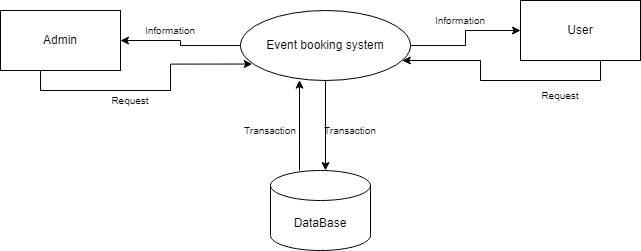 Information
Information
Admin
Event booking system
User
Request
Request
Transaction
Transaction
DataBase